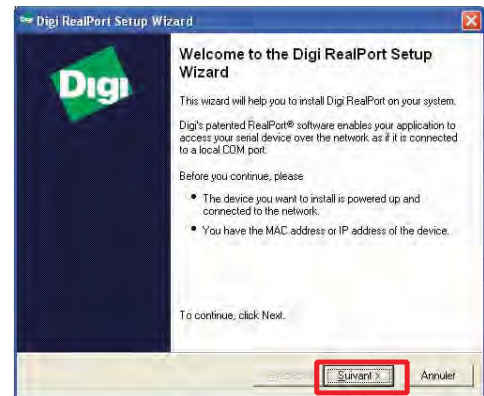 Digi RealPort Setup Wizard
Digi
Welcome to the Digi RealPort Setup
Wizard
This wizard will help you to install Digi RealPort on your system.
Digi's patented RealPort® software enables your application to
access your serial device over the network as if it is connected
to a local COM port.
Before you continue, please
• The device you want to install is powered up and
connected to the network.
• You have the MAC address or IP address of the device.
To continue, click Next.
Suivant >
Annuler